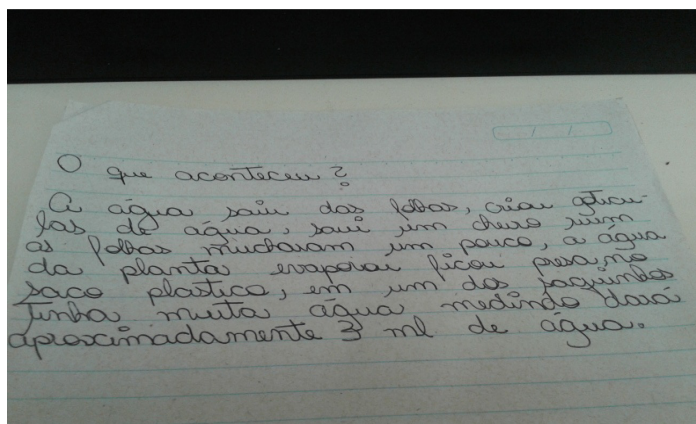 O que aconteceu?
A água saiu das folhas, criou gotícu-
las de água, saiu um cheiro ruim
as folhas mucharam um pouco, a água
da planta evaporou ficou presa no
saco plastico, em um dos saquinhos
tinha muita água medindo dará
aproximadamente 3 ml de água.